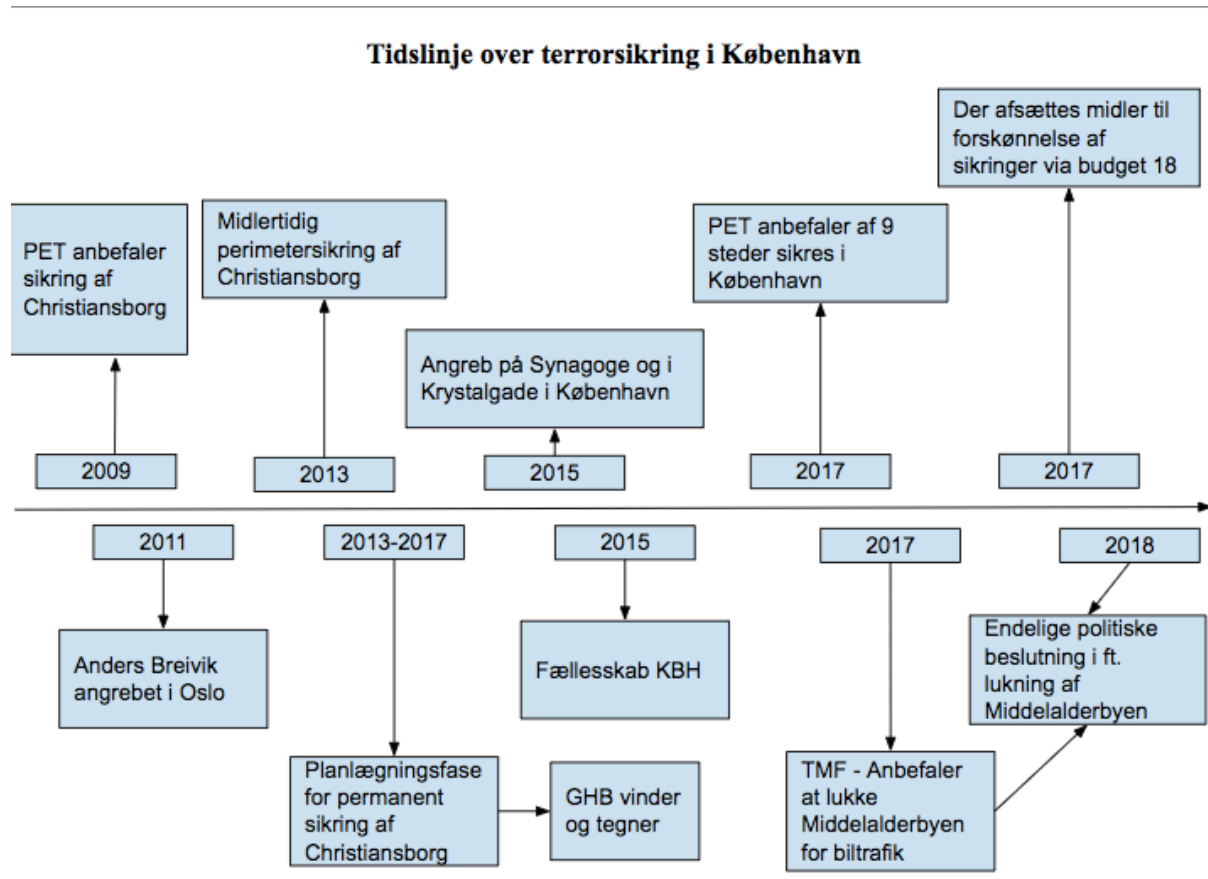 Tidslinje over terrorsikring i København
Der afsættes midler til
forskønnelse af
sikringer via budget 18
PET anbefaler
sikring af
Christiansborg
Midlertidig
perimetersikring af
Christiansborg
PET anbefaler af 9
steder sikres i
København
Angreb på Synagoge og i
Krystalgade i København
2009
2013
2015
2017
2017
2011
2013-2017
2015
2017
2018
Anders Breivik
angrebet i Oslo
Fællesskab KBH
Endelige politiske
beslutning i ft.
lukning af
Middelalderbyen
Planlægningsfase
for permanent
sikring af
Christiansborg
GHB vinder
og tegner
TMF - Anbefaler
at lukke
Middelalderbyen
for biltrafik